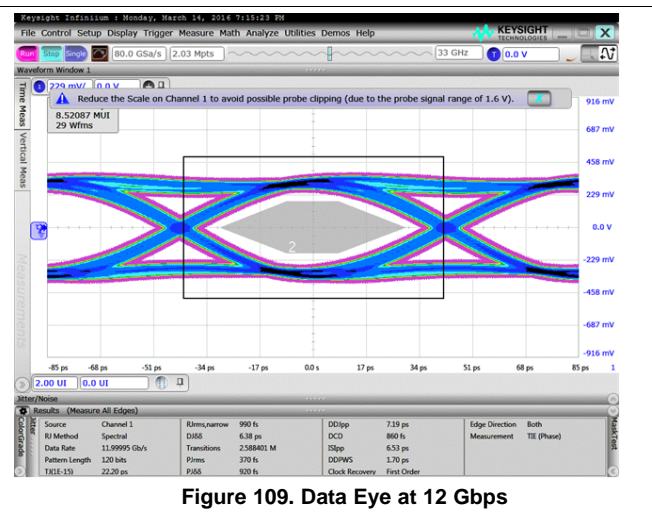 Keysight Infiniium : Monday, March 14, 2016 7:15:23 PM
File Control Setup Display Trigger Measure Math Analyze Utilities Demos Help
KEYSIGHT
TECHNOLOGIES
X
Run Stop Single 80.0 GSa/s 2.03 Mpts 33 GHz T 0.0 V
Waveform Window 1
1 229 mV/ 0.0 V
Reduce the Scale on Channel 1 to avoid possible probe clipping (due to the probe signal range of 1.6 V). X
8.52087 MUI
29 Wfms
Time Meas
Vertical Meas
Measurements
916 mV
687 mV
458 mV
229 mV
0.0 V
-229 mV
-458 mV
-687 mV
-916 mV
2
-85 ps -68 ps -51 ps -34 ps -17 ps 0.0 s 17 ps 34 ps 51 ps 68 ps 85 ps 1
2.00 UI 0.0 UI
Jitter/Noise
Results (Measure All Edges)
ColorGrade
Jitter
MaskTest
Source Channel 1 RJrms,narrow 990 fs DDJpp 7.19 ps Edge Direction Both
RJ Method Spectral DJδδ 6.38 ps DCD 860 fs Measurement TIE (Phase)
Data Rate 11.99995 Gb/s Transitions 2.588401 M ISIpp 6.53 ps
Pattern Length 120 bits PJrms 370 fs DDPWS 1.70 ps
TJ(1E-15) 22.20 ps PJδδ 920 fs Clock Recovery First Order
Figure 109. Data Eye at 12 Gbps